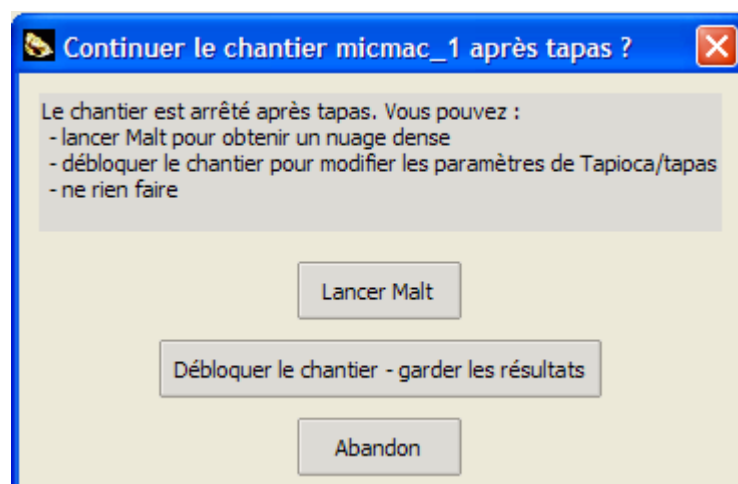 Continuer le chantier micmac_1 après tapas ?
Le chantier est arrêté après tapas. Vous pouvez :
- lancer Malt pour obtenir un nuage dense
- débloquer le chantier pour modifier les paramètres de Tapioca/tapas
- ne rien faire
Lancer Malt
Débloquer le chantier - garder les résultats
Abandon